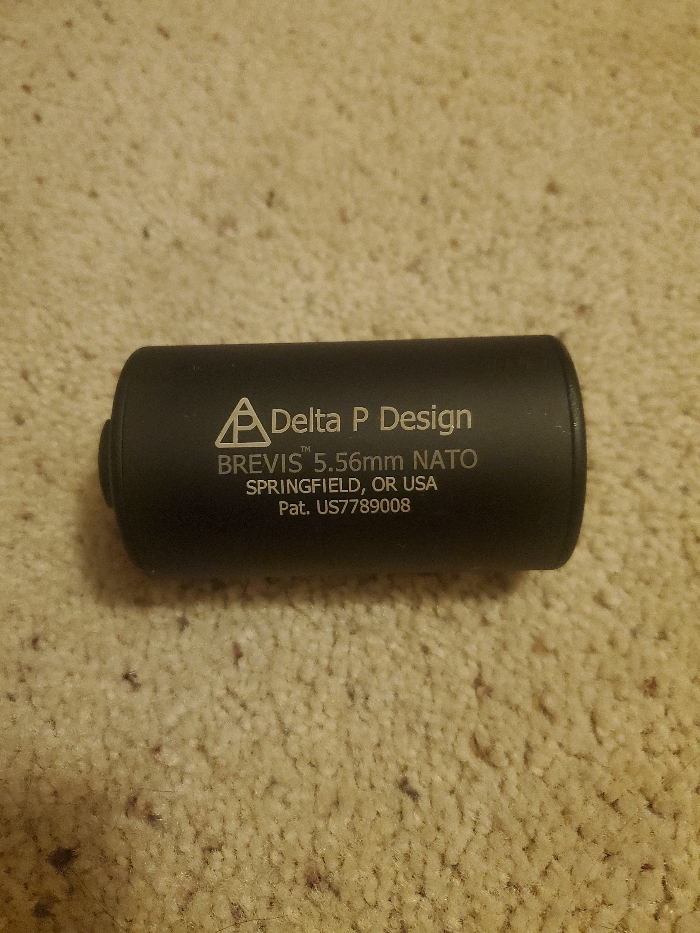 Delta P Design
BREVIS™ 5.56mm NATO
SPRINGFIELD, OR USA
Pat. US7789008